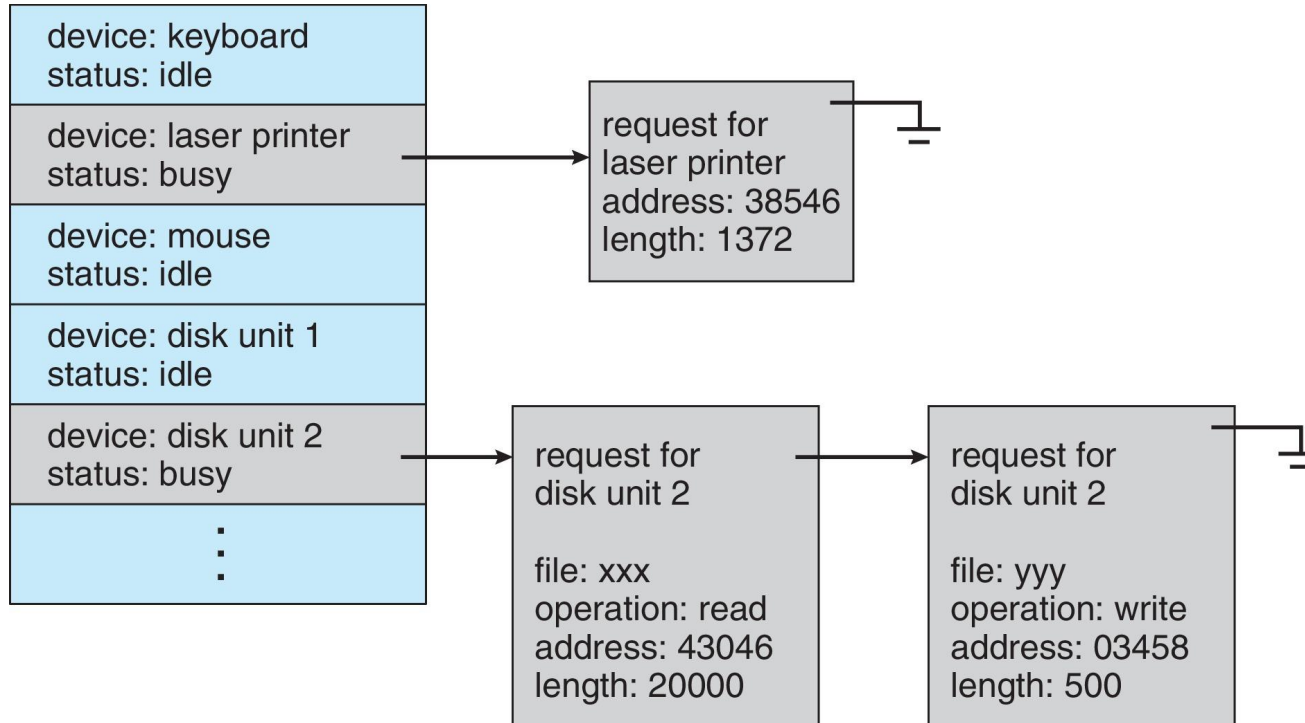 device: keyboard
status: idle
device: laser printer
status: busy
device: mouse
status: idle
device: disk unit 1
status: idle
device: disk unit 2
status: busy
request for
laser printer
address: 38546
length: 1372
request for
disk unit 2
file: xxx
operation: read
address: 43046
length: 20000
request for
disk unit 2
file: yyy
operation: write
address: 03458
length: 500